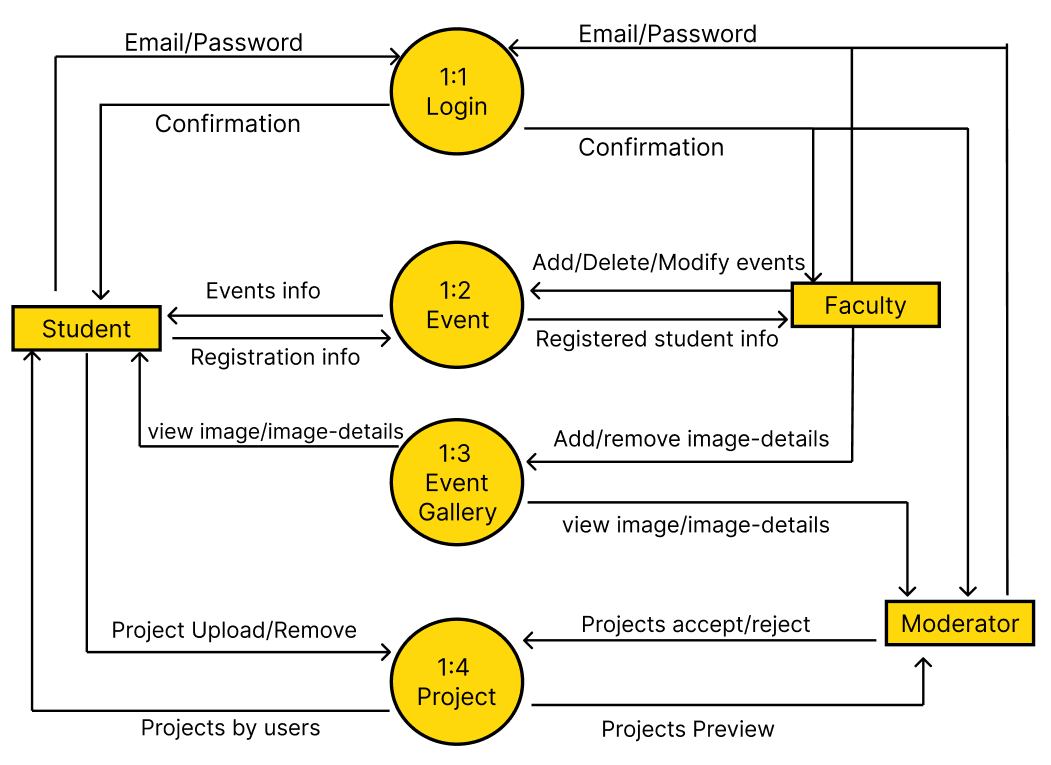 Email/Password
Email/Password
1:1
Login
Confirmation
Confirmation
Add/Delete/Modify events
Events info
1:2
Event
Faculty
Student
Registered student info
Registration info
view image/image-details
Add/remove image-details
1:3
Event
Gallery
view image/image-details
Project Upload/Remove
Projects accept/reject
Moderator
1:4
Project
Projects by users
Projects Preview